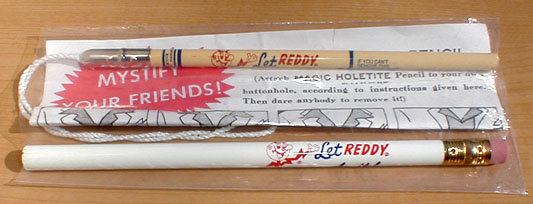 Let REDDY
IF YOU CAN'T
MYSTIFY
YOUR FRIENDS!
(Attach MAGIC HOLETITE Pencil to your
buttonhole, according to instructions given here.
Then dare anybody to remove it!)
Let REDDY